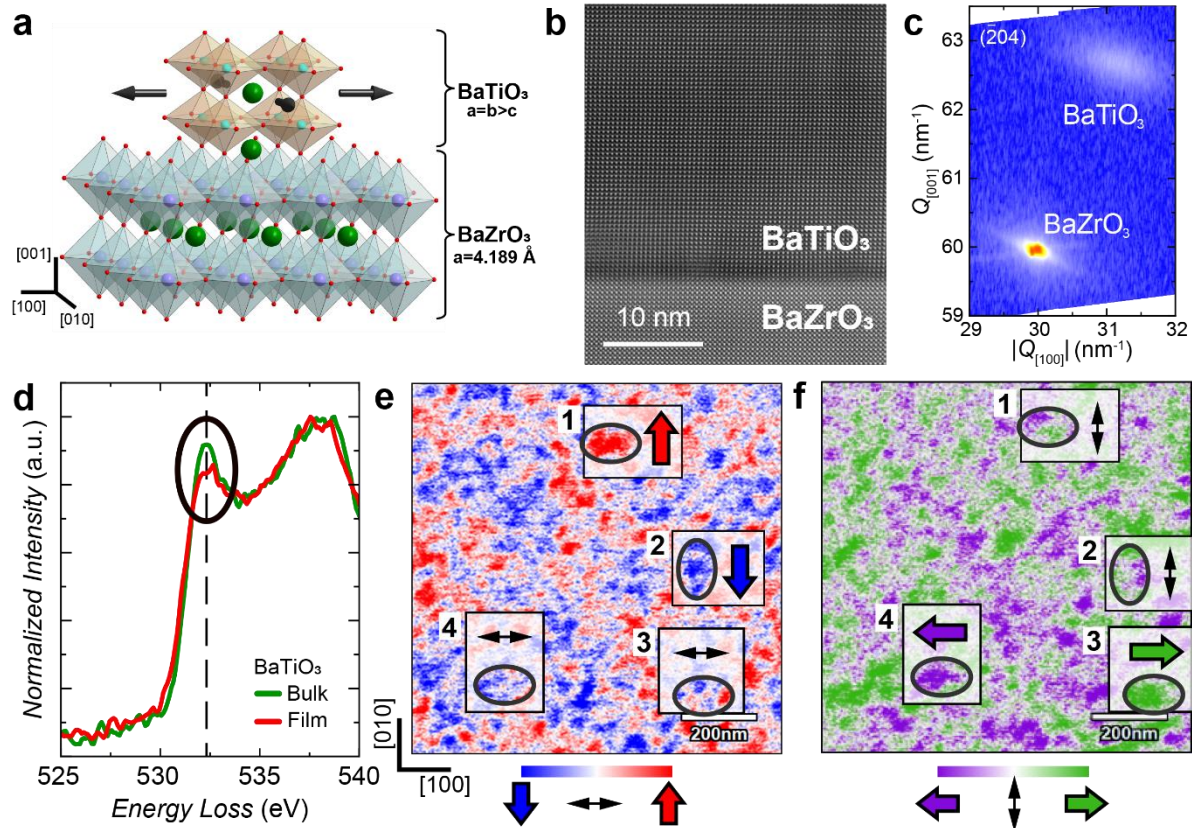 a
BaTiO₃
a=b>c
BaZrO₃
a=4.189 Å
[001]
[100]
[010]
b
BaTiO₃
BaZrO₃
10 nm
c
(2̄04)
BaTiO₃
BaZrO₃
63
62
61
60
59
Q[001] (nm⁻¹)
29 30 31 32
|Q[100]| (nm⁻¹)
d
Normalized Intensity (a.u.)
BaTiO₃
Bulk
Film
525 530 535 540
Energy Loss (eV)
e
1
2
4
3
200nm
[010]
[100]
f
1
2
4
3
200nm